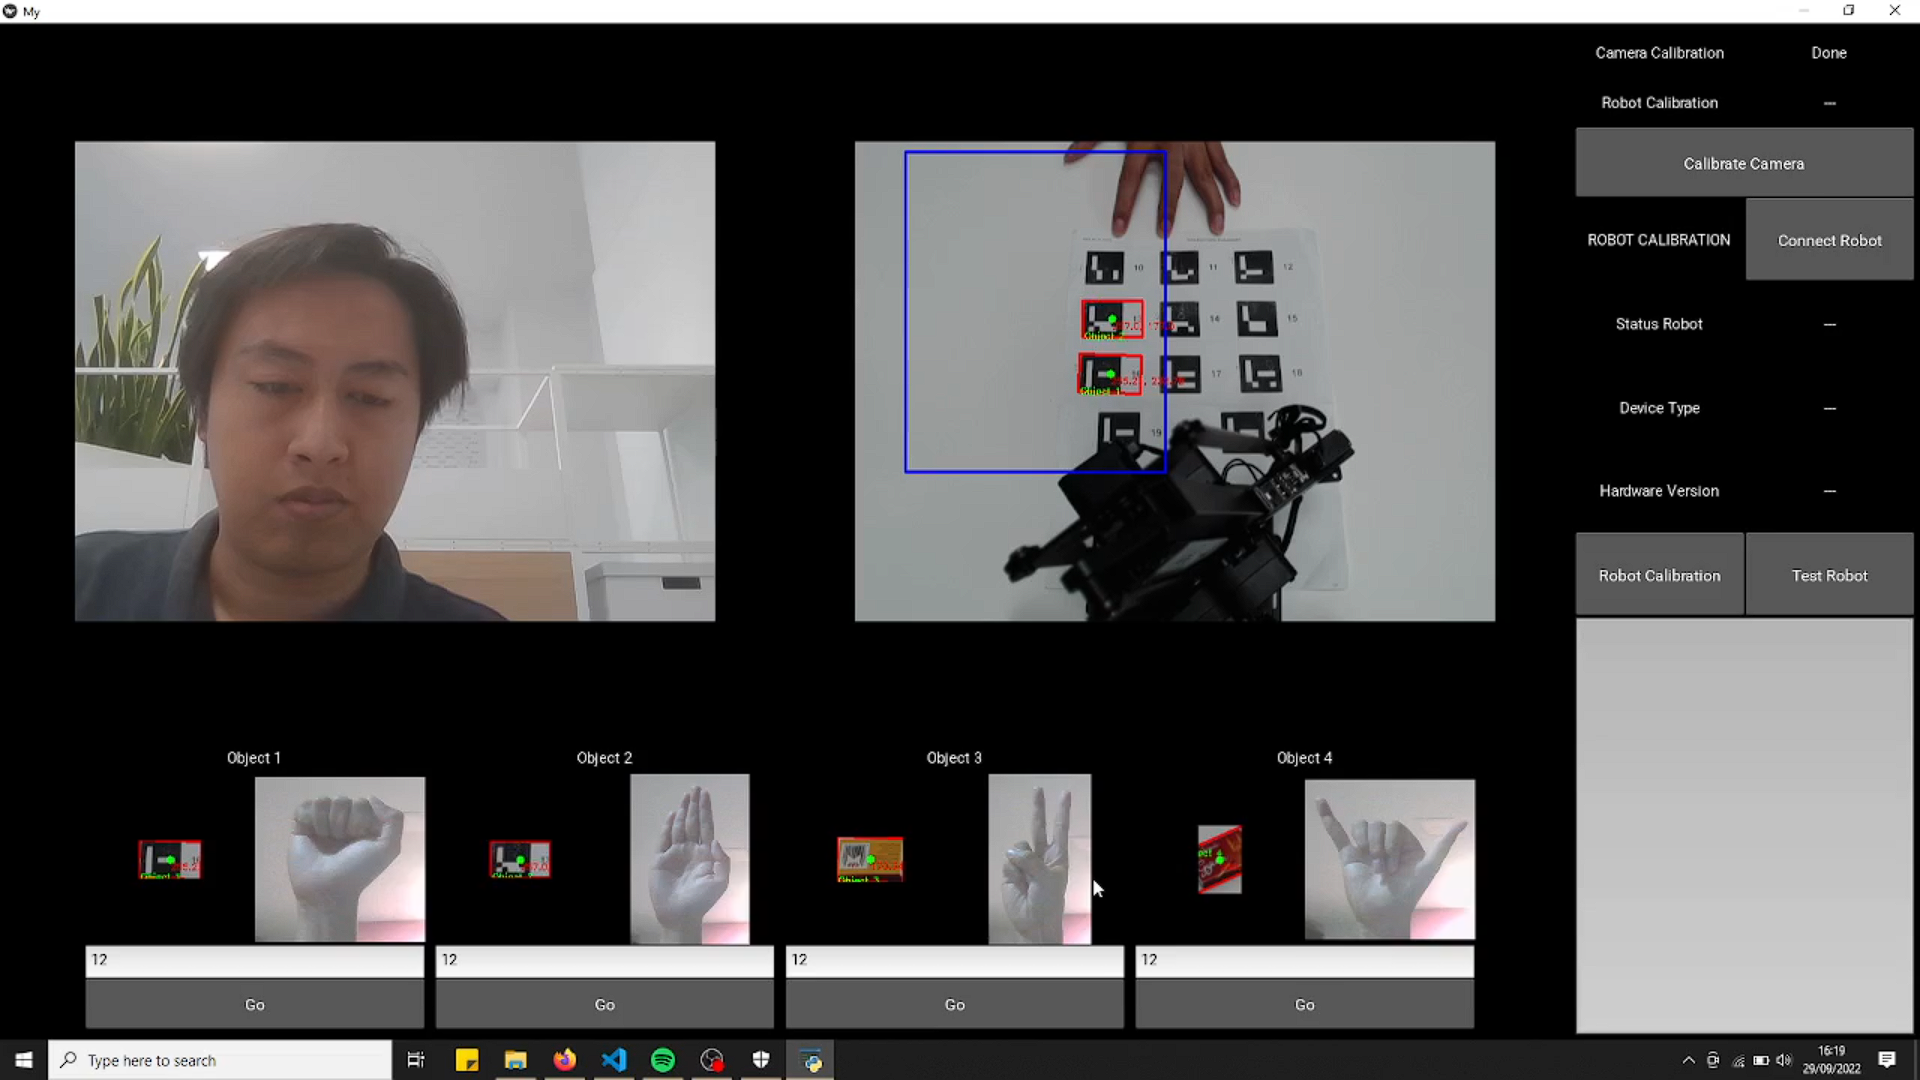 My
Camera Calibration Done
Robot Calibration ---
Calibrate Camera
ROBOT CALIBRATION Connect Robot
Status Robot ---
Device Type ---
Hardware Version ---
Robot Calibration Test Robot
10 11 12
14 15
17 18
19
Object 1 Object 2 Object 3 Object 4
12 12 12 12
Go Go Go Go
Type here to search
16:19
29/09/2022